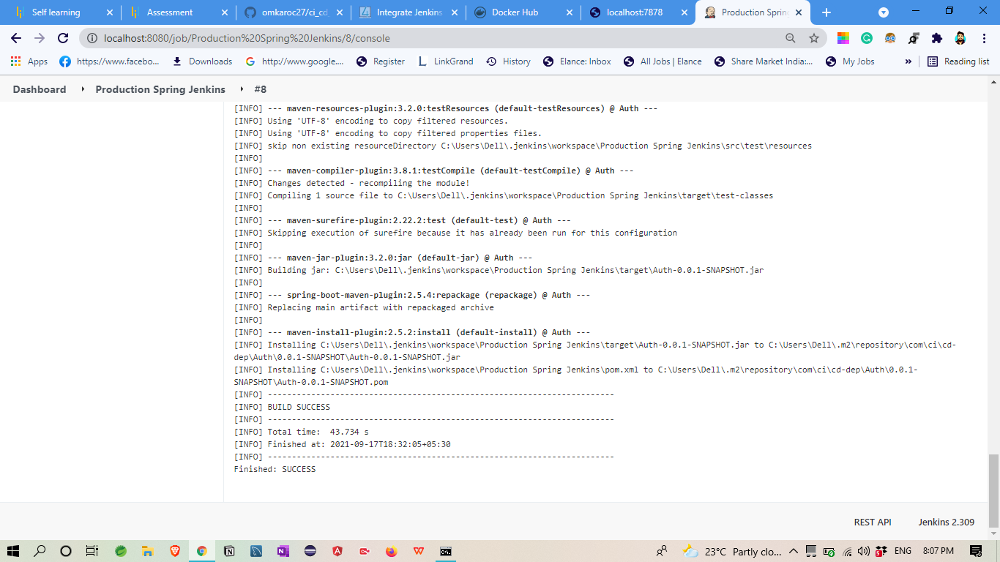 Self learning
Assessment
omkaroc27/ci_cd
Integrate Jenkins
Docker Hub
localhost:7878
Production Spring
localhost:8080/job/Production%20Spring%20Jenkins/8/console
Apps
https://www.facebo...
Downloads
http://www.google....
Register
LinkGrand
History
Elance: Inbox
All Jobs | Elance
Share Market India:...
My Jobs
»
Reading list
Dashboard
Production Spring Jenkins
#8
[INFO] --- maven-resources-plugin:3.2.0:testResources (default-testResources) @ Auth ---
[INFO] Using 'UTF-8' encoding to copy filtered resources.
[INFO] Using 'UTF-8' encoding to copy filtered properties files.
[INFO] skip non existing resourceDirectory C:\Users\Dell\.jenkins\workspace\Production Spring Jenkins\src\test\resources
[INFO]
[INFO] --- maven-compiler-plugin:3.8.1:testCompile (default-testCompile) @ Auth ---
[INFO] Changes detected - recompiling the module!
[INFO] Compiling 1 source file to C:\Users\Dell\.jenkins\workspace\Production Spring Jenkins\target\test-classes
[INFO]
[INFO] --- maven-surefire-plugin:2.22.2:test (default-test) @ Auth ---
[INFO] Skipping execution of surefire because it has already been run for this configuration
[INFO]
[INFO] --- maven-jar-plugin:3.2.0:jar (default-jar) @ Auth ---
[INFO] Building jar: C:\Users\Dell\.jenkins\workspace\Production Spring Jenkins\target\Auth-0.0.1-SNAPSHOT.jar
[INFO]
[INFO] --- spring-boot-maven-plugin:2.5.4:repackage (repackage) @ Auth ---
[INFO] Replacing main artifact with repackaged archive
[INFO]
[INFO] --- maven-install-plugin:2.5.2:install (default-install) @ Auth ---
[INFO] Installing C:\Users\Dell\.jenkins\workspace\Production Spring Jenkins\target\Auth-0.0.1-SNAPSHOT.jar to C:\Users\Dell\.m2\repository\com\ci\cd-
dep\Auth\0.0.1-SNAPSHOT\Auth-0.0.1-SNAPSHOT.jar
[INFO] Installing C:\Users\Dell\.jenkins\workspace\Production Spring Jenkins\pom.xml to C:\Users\Dell\.m2\repository\com\ci\cd-dep\Auth\0.0.1-
SNAPSHOT\Auth-0.0.1-SNAPSHOT.pom
[INFO] ------------------------------------------------------------------------
[INFO] BUILD SUCCESS
[INFO] ------------------------------------------------------------------------
[INFO] Total time:  43.734 s
[INFO] Finished at: 2021-09-17T18:32:05+05:30
[INFO] ------------------------------------------------------------------------
Finished: SUCCESS
REST API
Jenkins 2.309
23°C Partly clo...
ENG
8:07 PM